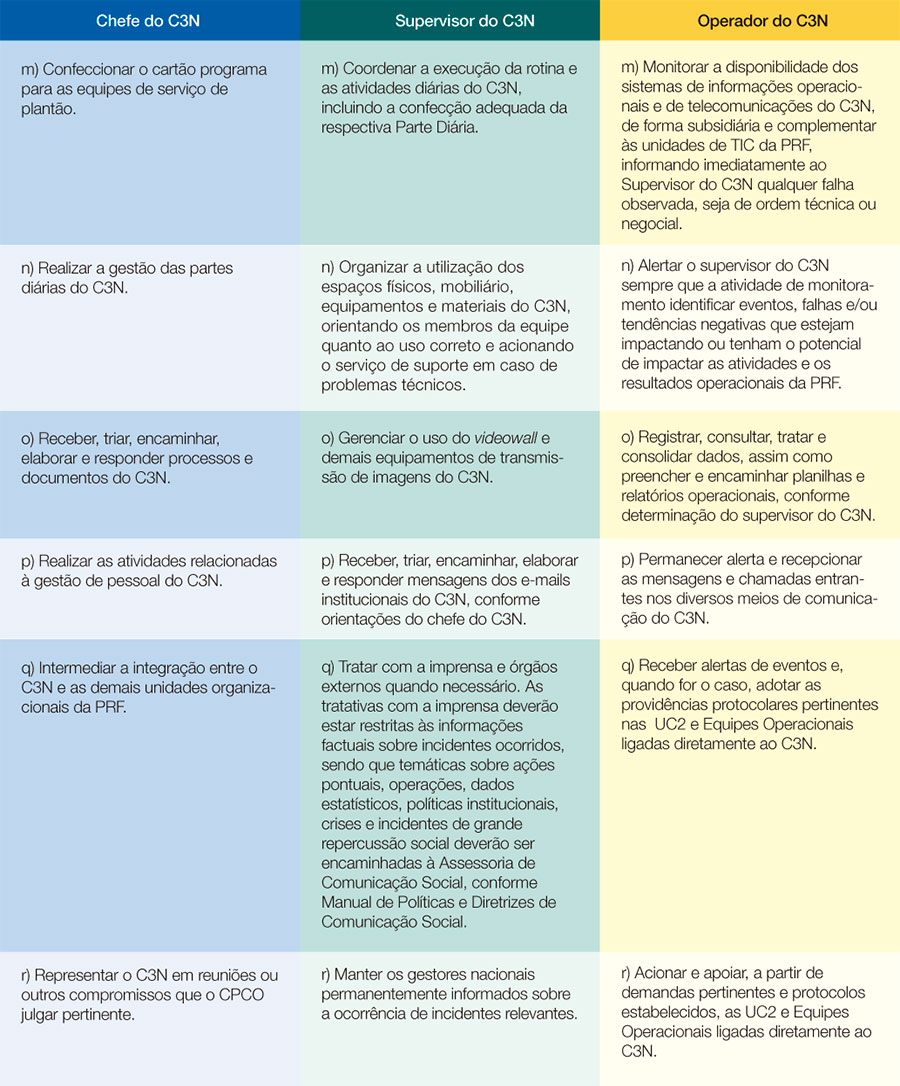 Chefe do C3N
Supervisor do C3N
Operador do C3N
m) Confeccionar o cartão programa
para as equipes de serviço de
plantão.
m) Coordenar a execução da rotina e
as atividades diárias do C3N,
incluindo a confecção adequada da
respectiva Parte Diária.
m) Monitorar a disponibilidade dos
sistemas de informações operacio-
nais e de telecomunicações do C3N,
de forma subsidiária e complementar
às unidades de TIC da PRF,
informando imediatamente ao
Supervisor do C3N qualquer falha
observada, seja de ordem técnica ou
negocial.
n) Realizar a gestão das partes
diárias do C3N.
n) Organizar a utilização dos
espaços físicos, mobiliário,
equipamentos e materiais do C3N,
orientando os membros da equipe
quanto ao uso correto e acionando
o serviço de suporte em caso de
problemas técnicos.
n) Alertar o supervisor do C3N
sempre que a atividade de monitora-
mento identificar eventos, falhas e/ou
tendências negativas que estejam
impactando ou tenham o potencial
de impactar as atividades e os
resultados operacionais da PRF.
o) Receber, triar, encaminhar,
elaborar e responder processos e
documentos do C3N.
o) Gerenciar o uso do videowall e
demais equipamentos de transmis-
são de imagens do C3N.
o) Registrar, consultar, tratar e
consolidar dados, assim como
preencher e encaminhar planilhas e
relatórios operacionais, conforme
determinação do supervisor do C3N.
p) Realizar as atividades relacionadas
à gestão de pessoal do C3N.
p) Receber, triar, encaminhar, elaborar
e responder mensagens dos e-mails
institucionais do C3N, conforme
orientações do chefe do C3N.
p) Permanecer alerta e recepcionar
as mensagens e chamadas entran-
tes nos diversos meios de comunica-
ção do C3N.
q) Intermediar a integração entre o
C3N e as demais unidades organiza-
cionais da PRF.
q) Tratar com a imprensa e órgãos
externos quando necessário. As
tratativas com a imprensa deverão
estar restritas às informações
factuais sobre incidentes ocorridos,
sendo que temáticas sobre ações
pontuais, operações, dados
estatísticos, políticas institucionais,
crises e incidentes de grande
repercussão social deverão ser
encaminhadas à Assessoria de
Comunicação Social, conforme
Manual de Políticas e Diretrizes de
Comunicação Social.
q) Receber alertas de eventos e,
quando for o caso, adotar as
providências protocolares pertinentes
nas UC2 e Equipes Operacionais
ligadas diretamente ao C3N.
r) Representar o C3N em reuniões ou
outros compromissos que o CPCO
julgar pertinente.
r) Manter os gestores nacionais
permanentemente informados sobre
a ocorrência de incidentes relevantes.
r) Acionar e apoiar, a partir de
demandas pertinentes e protocolos
estabelecidos, as UC2 e Equipes
Operacionais ligadas diretamente ao
C3N.